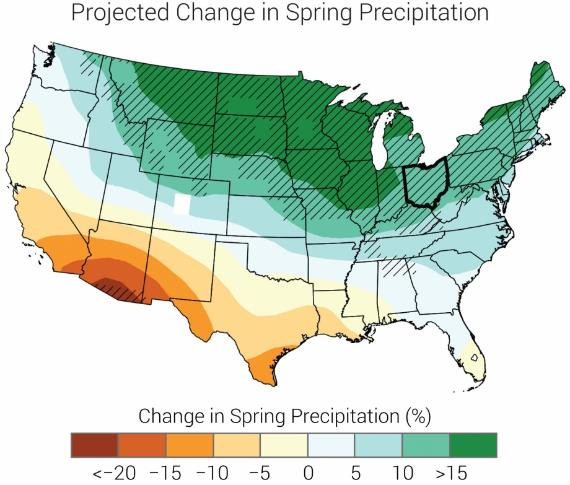 Projected Change in Spring Precipitation
Change in Spring Precipitation (%)
<−20 −15 −10 −5 0 5 10 >15